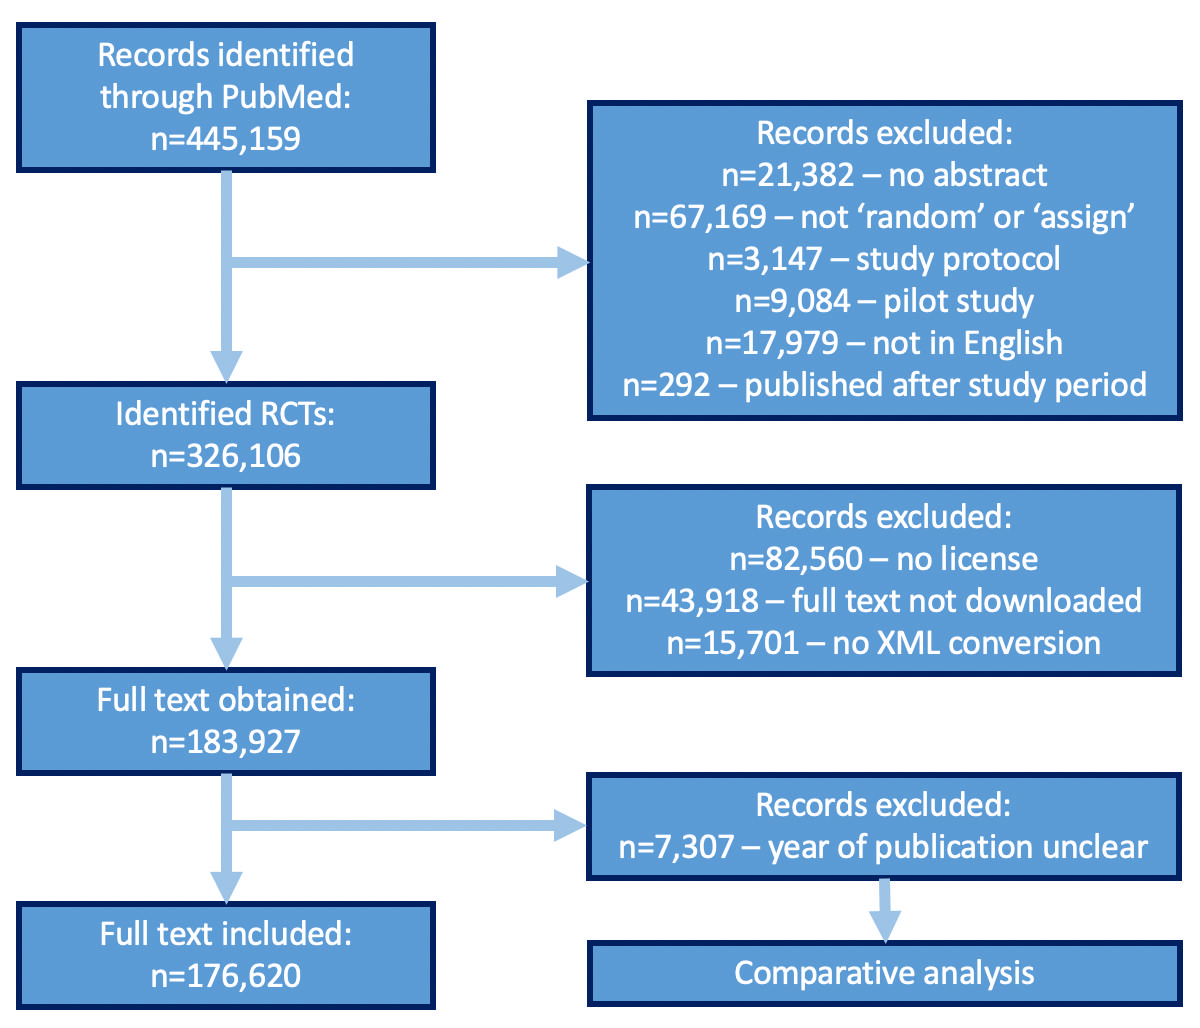 Records identified
through PubMed:
n=445,159
Records excluded:
n=21,382 – no abstract
n=67,169 – not ‘random’ or ‘assign’
n=3,147 – study protocol
n=9,084 – pilot study
n=17,979 – not in English
n=292 – published after study period
Identified RCTs:
n=326,106
Records excluded:
n=82,560 – no license
n=43,918 – full text not downloaded
n=15,701 – no XML conversion
Full text obtained:
n=183,927
Records excluded:
n=7,307 – year of publication unclear
Full text included:
n=176,620
Comparative analysis